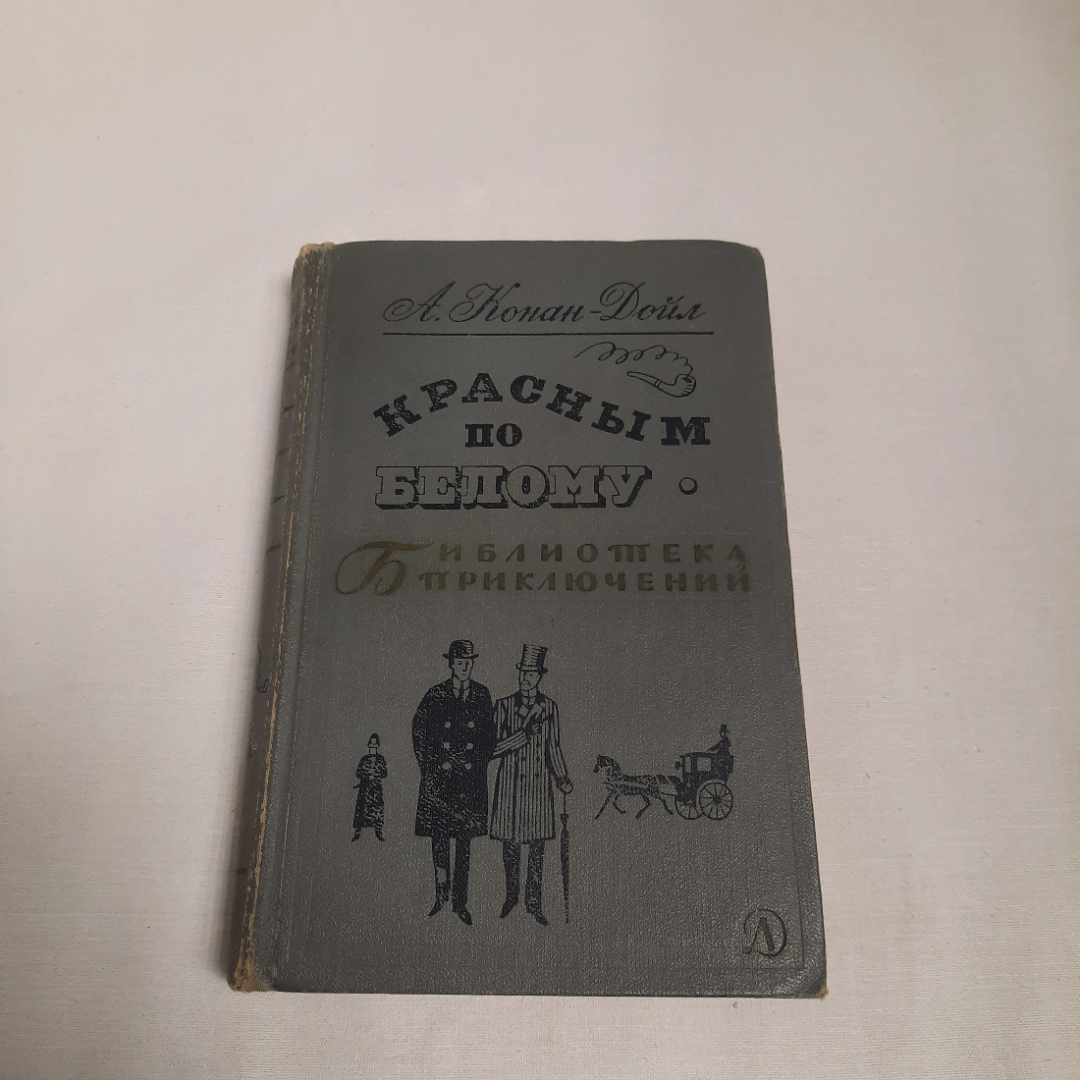 А. Конан-Дойл
КРАСНЫМ
ПО
БЕЛОМУ
БИБЛИОТЕКА
ПРИКЛЮЧЕНИЙ